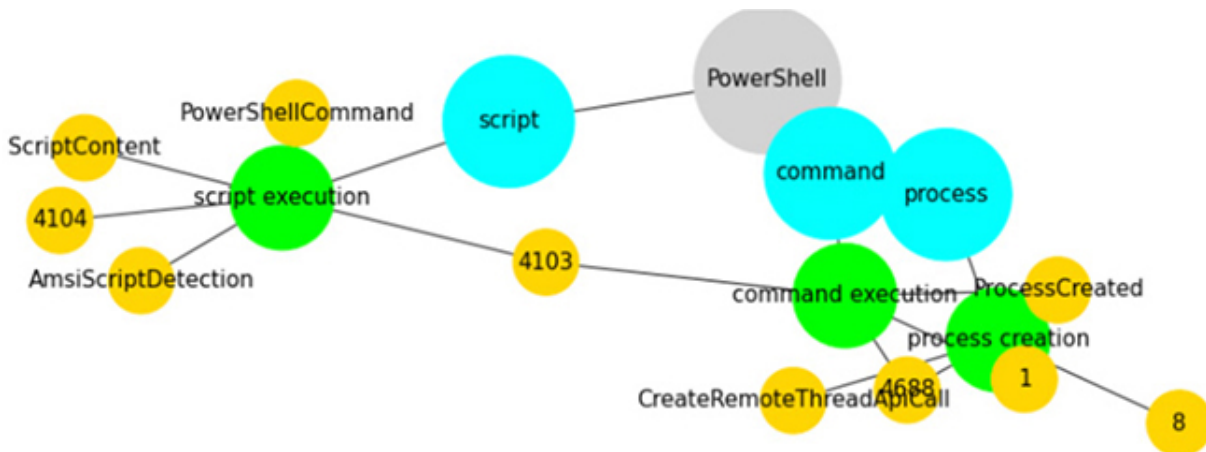 PowerShell
PowerShellCommand
script
ScriptContent
command
process
script execution
4104
4103
AmsiScriptDetection
command execution
ProcessCreated
process creation
1
4688
CreateRemoteThreadApiCall
8